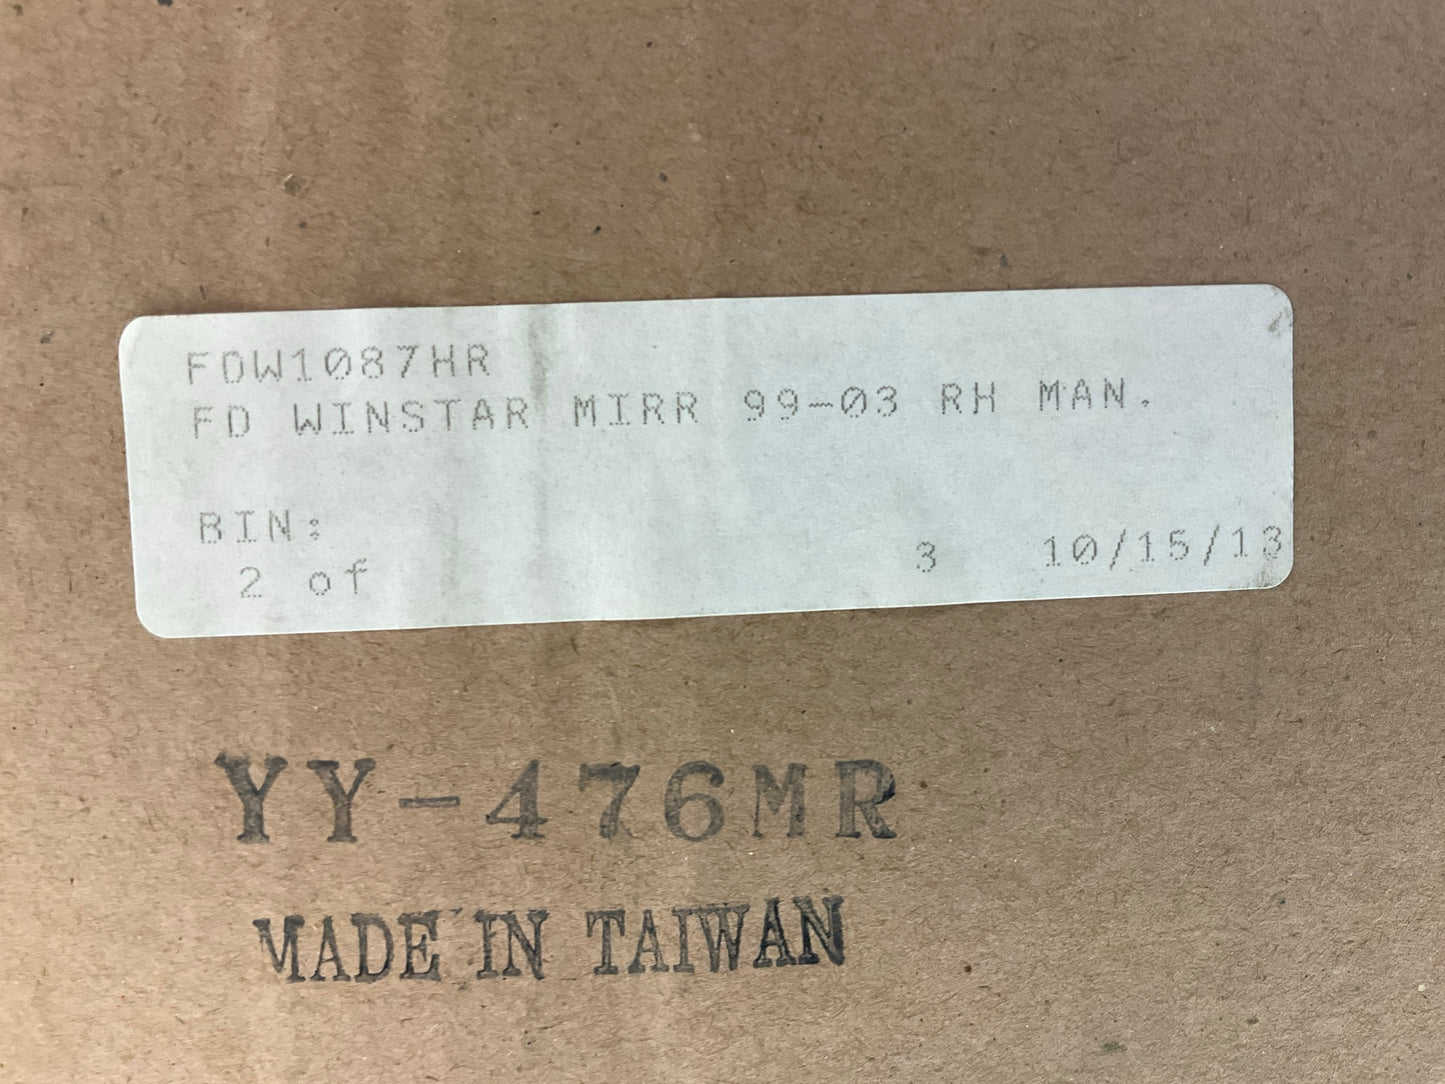 FDW1087HR
FD WINSTAR MIRR 99-03 RH MAN.
BIN:
2 of 3 10/15/13
YY-476MR
MADE IN TAIWAN